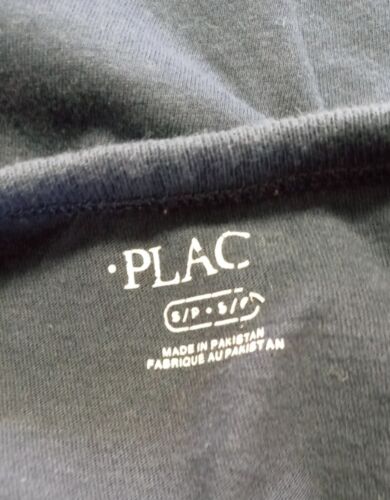 ·PLAC
S/P • S/P
MADE IN PAKISTAN
FABRIQUE AU PAKISTAN